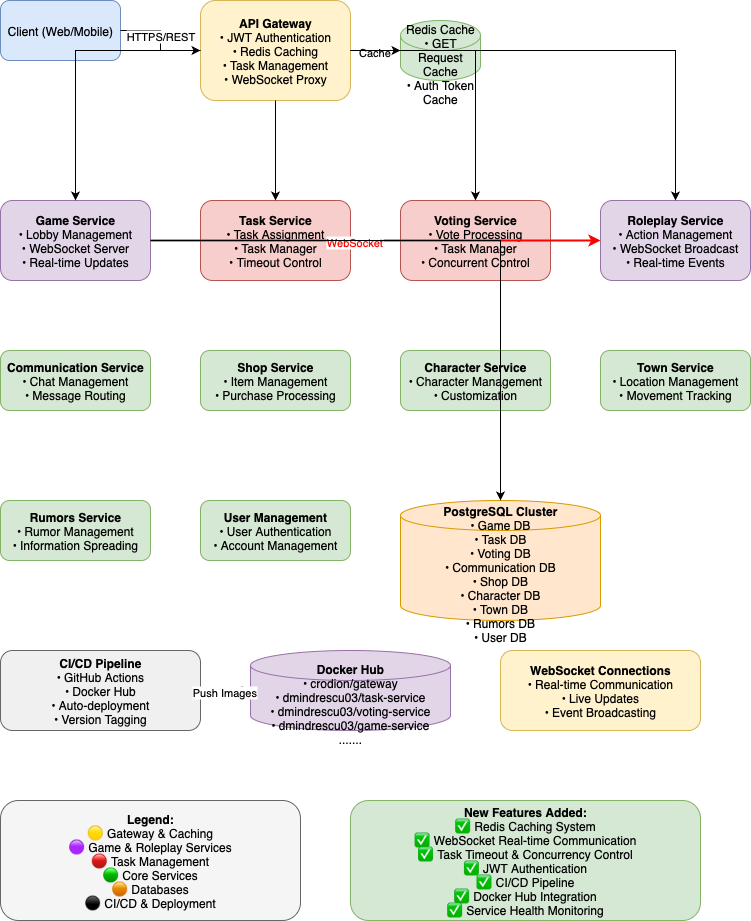 Client (Web/Mobile)
HTTPS/REST
API Gateway
• JWT Authentication
• Redis Caching
• Task Management
• WebSocket Proxy
Cache
Redis Cache
• GET
Request
Cache
• Auth Token
Cache
Game Service
• Lobby Management
• WebSocket Server
• Real-time Updates
Task Service
• Task Assignment
• Task Manager
• Timeout Control
WebSocket
Voting Service
• Vote Processing
• Task Manager
• Concurrent Control
Roleplay Service
• Action Management
• WebSocket Broadcast
• Real-time Events
Communication Service
• Chat Management
• Message Routing
Shop Service
• Item Management
• Purchase Processing
Character Service
• Character Management
• Customization
Town Service
• Location Management
• Movement Tracking
Rumors Service
• Rumor Management
• Information Spreading
User Management
• User Authentication
• Account Management
PostgreSQL Cluster
• Game DB
• Task DB
• Voting DB
• Communication DB
• Shop DB
• Character DB
• Town DB
• Rumors DB
• User DB
CI/CD Pipeline
• GitHub Actions
• Docker Hub
• Auto-deployment
• Version Tagging
Push Images
Docker Hub
• crodion/gateway
• dmindrescu03/task-service
• dmindrescu03/voting-service
• dmindrescu03/game-service
.......
WebSocket Connections
• Real-time Communication
• Live Updates
• Event Broadcasting
Legend:
🟡 Gateway & Caching
🟣 Game & Roleplay Services
🔴 Task Management
🟢 Core Services
🟠 Databases
⚫ CI/CD & Deployment
New Features Added:
✅ Redis Caching System
✅ WebSocket Real-time Communication
✅ Task Timeout & Concurrency Control
✅ JWT Authentication
✅ CI/CD Pipeline
✅ Docker Hub Integration
✅ Service Health Monitoring